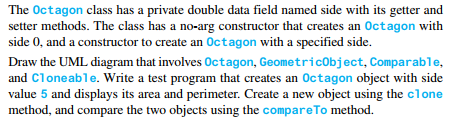 The Octagon class has a private double data field named side with its getter and
setter methods. The class has a no-arg constructor that creates an Octagon with
side 0, and a constructor to create an Octagon with a specified side.
Draw the UML diagram that involves Octagon, GeometricObject, Comparable,
and Cloneable. Write a test program that creates an Octagon object with side
value 5 and displays its area and perimeter. Create a new object using the clone
method, and compare the two objects using the compareTo method.